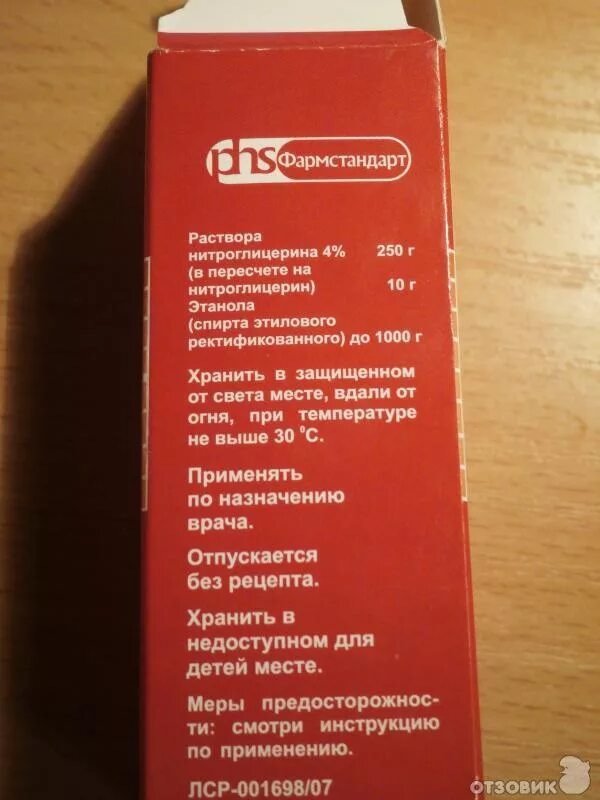 phs Фармстандарт
Раствора
нитроглицерина 4% 250 г
(в пересчете на
нитроглицерин) 10 г
Этанола
(спирта этилового
ректификованного) до 1000 г
Хранить в защищенном
от света месте, вдали от
огня, при температуре
не выше 30 °С.
Применять
по назначению
врача.
Отпускается
без рецепта.
Хранить в
недоступном для
детей месте.
Меры предосторожнос-
ти: смотри инструкцию
по применению.
ЛСР-001698/07
ОТЗОВИК